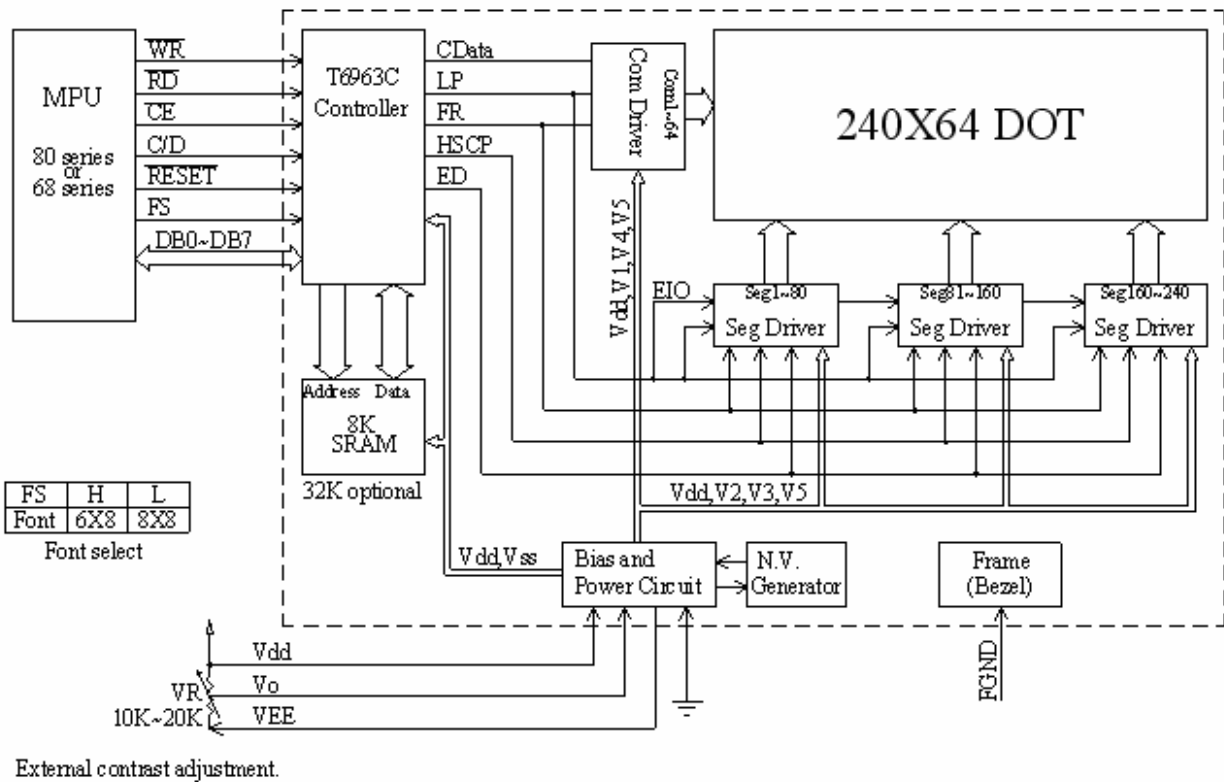 MPU
80 series
or
68 series
WR
RD
CE
C/D
RESET
FS
DB0~DB7
T6963C
Controller
CData
LP
FR
HSCP
ED
Com Driver
Com1~64
240X64 DOT
Vdd,V1,V4,V5
EIO
Seg1~80
Seg Driver
Seg81~160
Seg Driver
Seg160~240
Seg Driver
Address Data
8K
SRAM
32K optional
FS H L
Font 6X8 8X8
Font select
Vdd,V2,V3,V5
Vdd,Vss
Bias and
Power Circuit
N.V.
Generator
Frame
(Bezel)
FGND
Vdd
Vo
VEE
VR
10K~20K
External contrast adjustment.